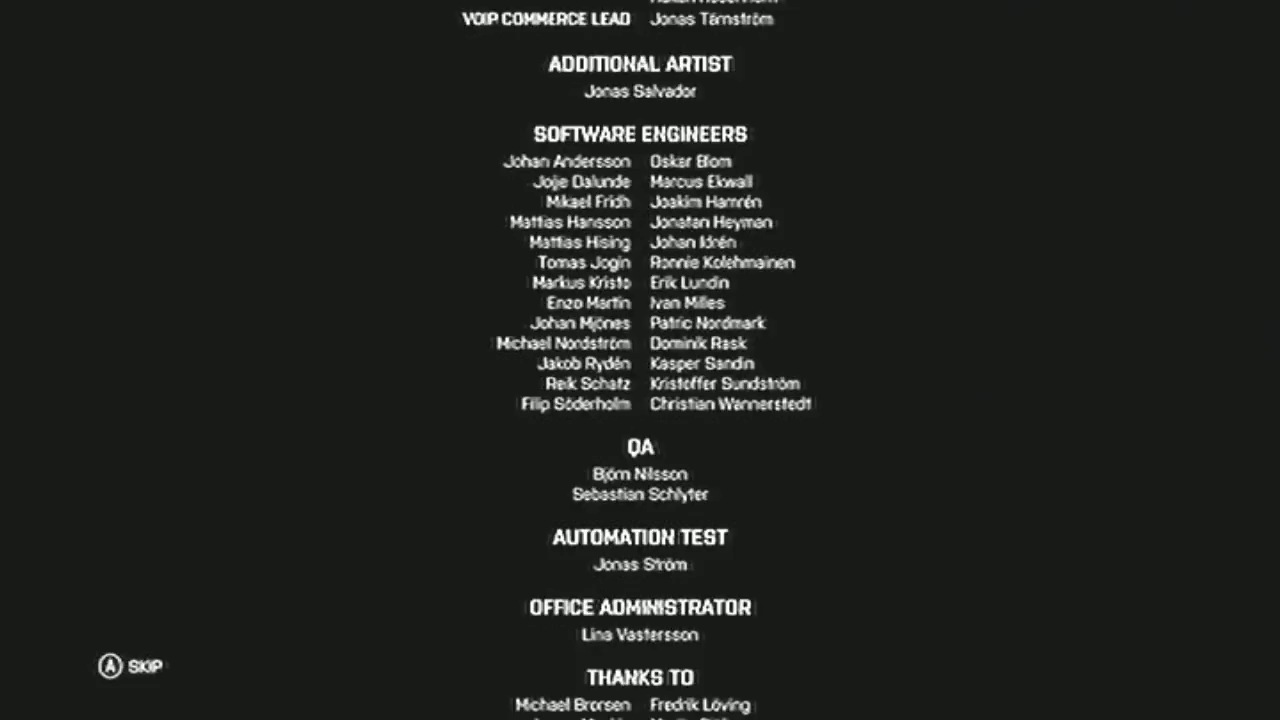 VOIP COMMERCE LEAD Jonas Tärnström
ADDITIONAL ARTIST
Jonas Salvador
SOFTWARE ENGINEERS
Johan Andersson Oskar Blom
Jojje Dalunde Marcus Ekwall
Mikael Fridh Joakim Hamrén
Mattias Hansson Jonatan Heyman
Mattias Hising Johan Idrén
Tomas Jogin Ronnie Kolehmainen
Markus Kristo Erik Lundin
Enzo Martin Ivan Milles
Johan Mjönes Patric Nordmark
Michael Nordström Dominik Rask
Jakob Rydén Kasper Sandin
Reik Schatz Kristoffer Sundström
Filip Söderholm Christian Wannerstedt
QA
Björn Nilsson
Sebastian Schlyter
AUTOMATION TEST
Jonas Ström
OFFICE ADMINISTRATOR
Lina Vastersson
A SKIP
THANKS TO
Michael Brorsen Fredrik Löving